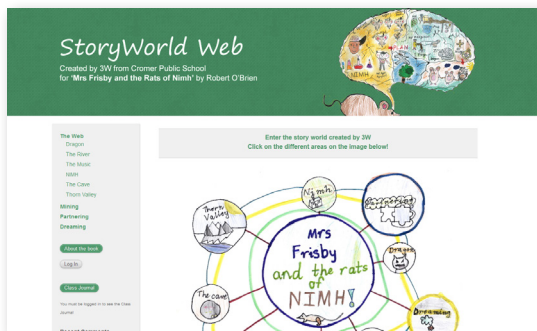 StoryWorld Web
Created by 3W from Cromer Public School
for 'Mrs Frisby and the Rats of Nimh' by Robert O'Brien
NIMH
The Web
Dragon
The River
The Music
NIMH
The Cave
Thorn Valley
Mining
Partnering
Dreaming
About the book
Log In
Class Journal
You must be logged in to see the Class
Journal
Recent Comments
Enter the story world created by 3W
Click on the different areas on the image below!
Nimh
Thorn
Valley
Partnering
Mrs
Frisby
and the rats
of
NIMH!
Dragon
The cave
Dreaming